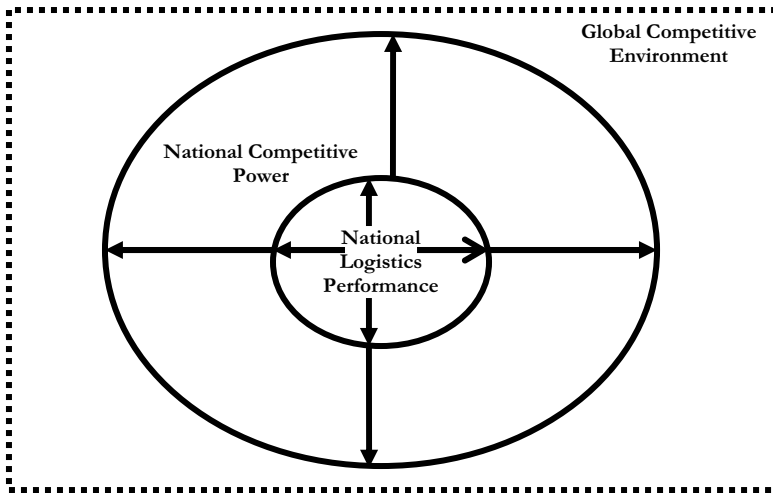 Global Competitive
Environment
National Competitive
Power
National
Logistics
Performance